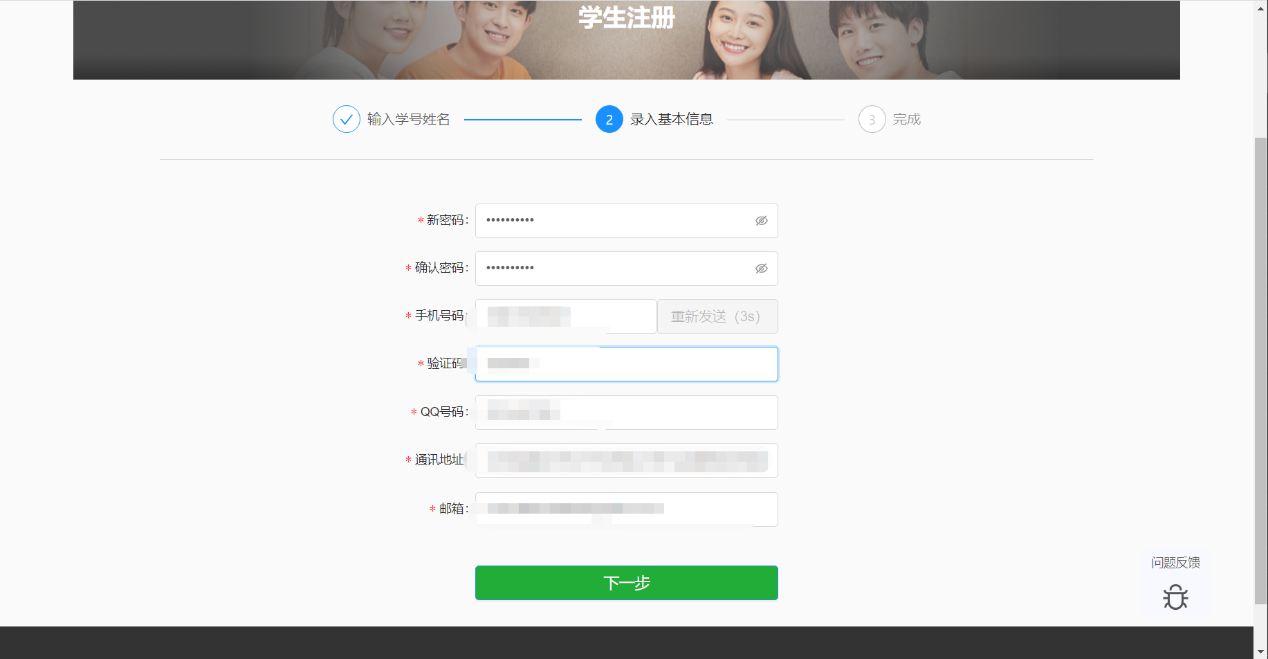 学生注册
输入学号姓名 2 录入基本信息 3 完成
* 新密码: ••••••••••
* 确认密码: ••••••••••
* 手机号码: 重新发送（3s）
* 验证码
* QQ号码:
* 通讯地址
* 邮箱:
下一步
问题反馈